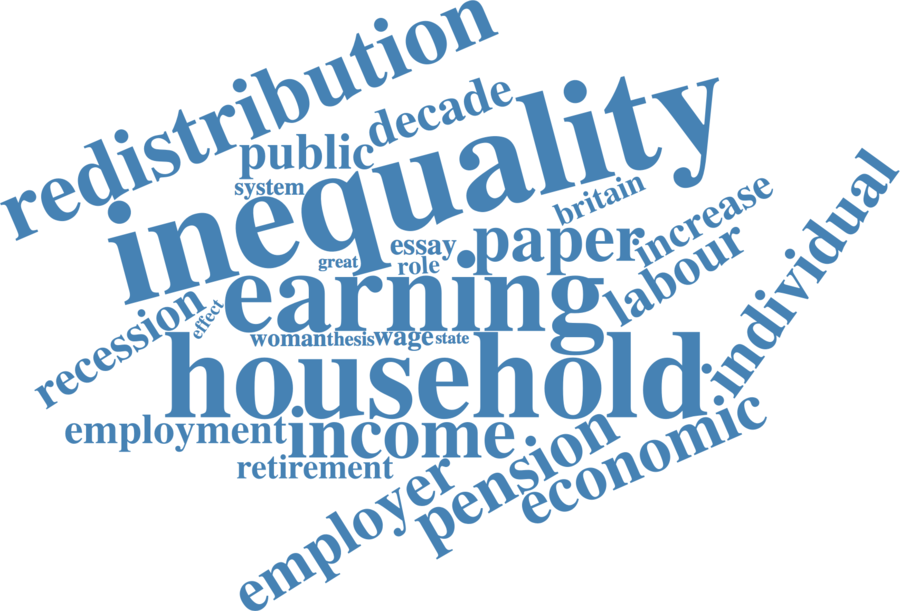 redistribution
decade
public
inequality
system
britain
individual
increase
essay
paper
great
role
labour
earning
recession
effect
woman
thesis
wage
state
household
employment
income
retirement
pension
economic
employer